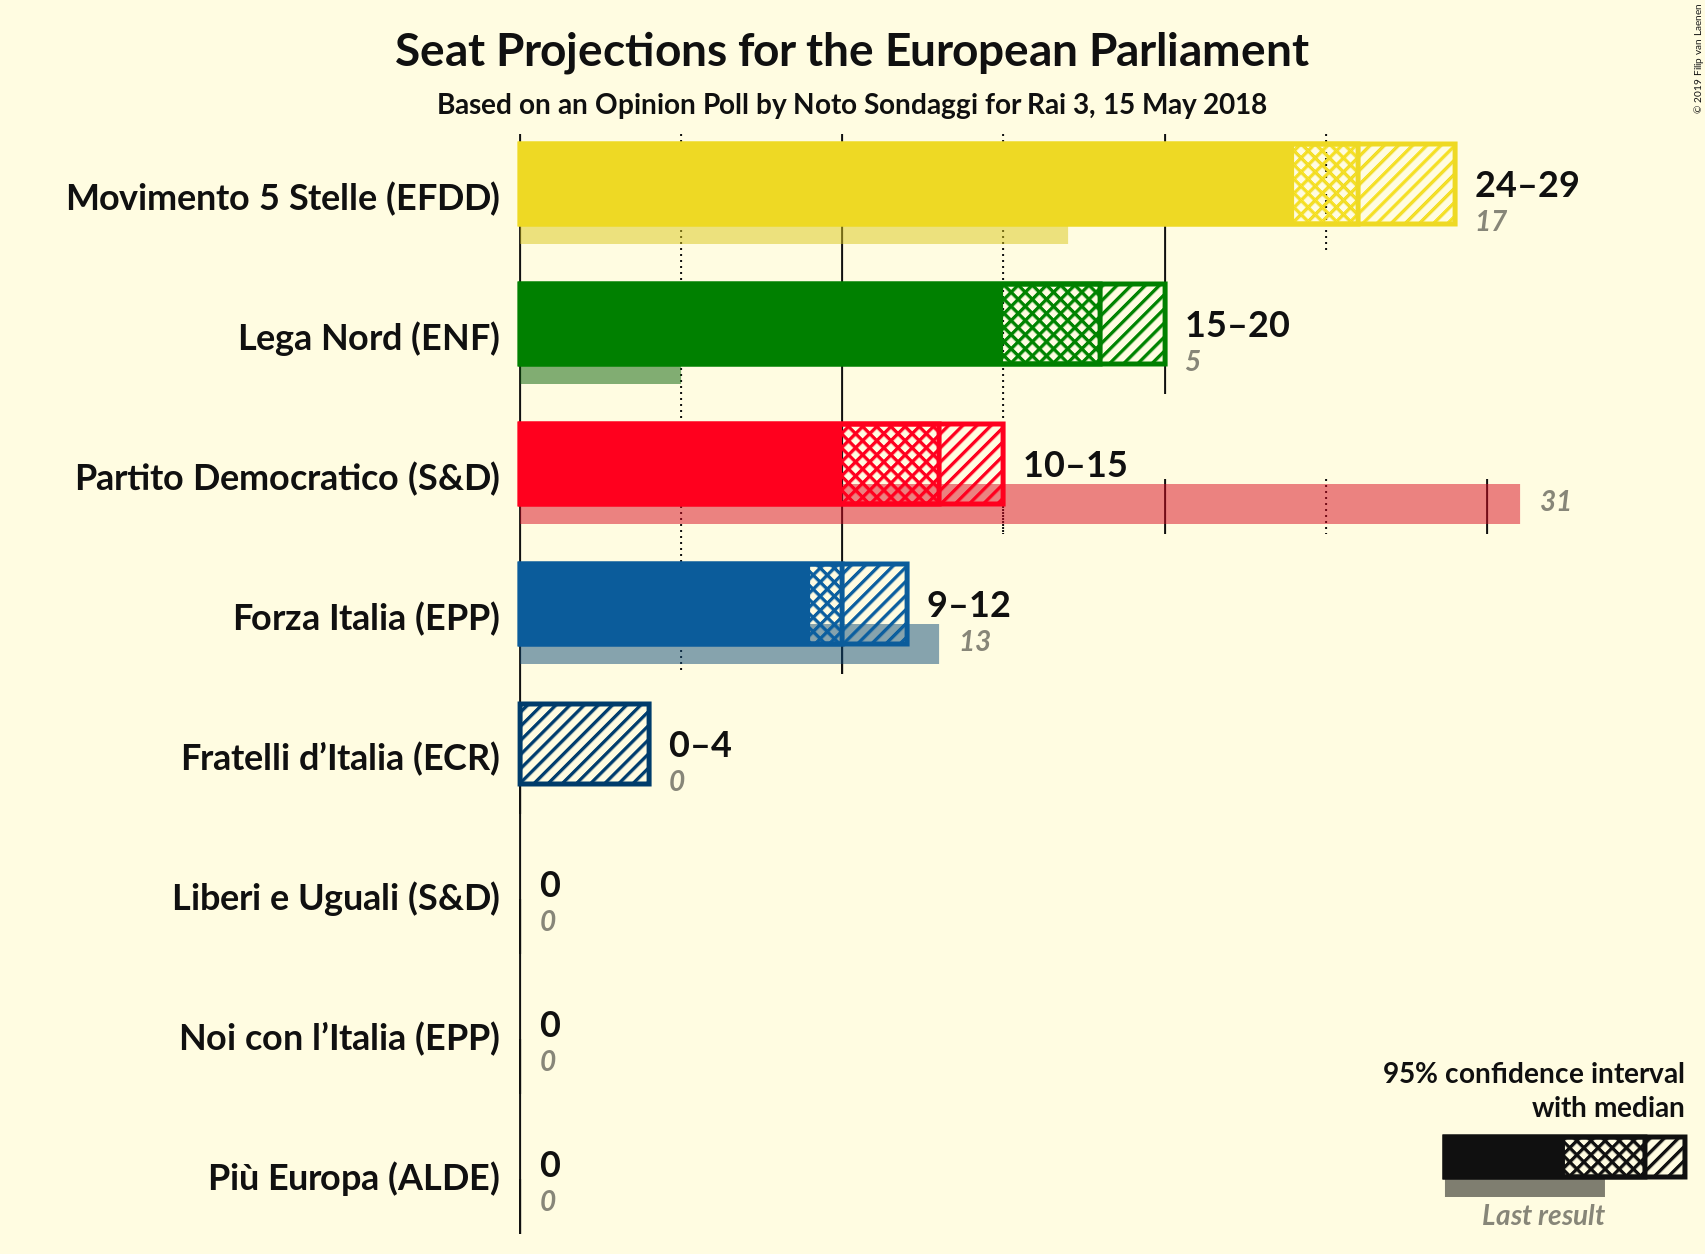 Seat Projections for the European Parliament
Based on an Opinion Poll by Noto Sondaggi for Rai 3, 15 May 2018
© 2019 Filip van Laenen
Movimento 5 Stelle (EFDD)
24–29
17
Lega Nord (ENF)
15–20
5
Partito Democratico (S&D)
10–15
31
Forza Italia (EPP)
9–12
13
Fratelli d’Italia (ECR)
0–4
0
Liberi e Uguali (S&D)
0
0
Noi con l’Italia (EPP)
0
0
Più Europa (ALDE)
0
0
95% confidence interval
with median
Last result